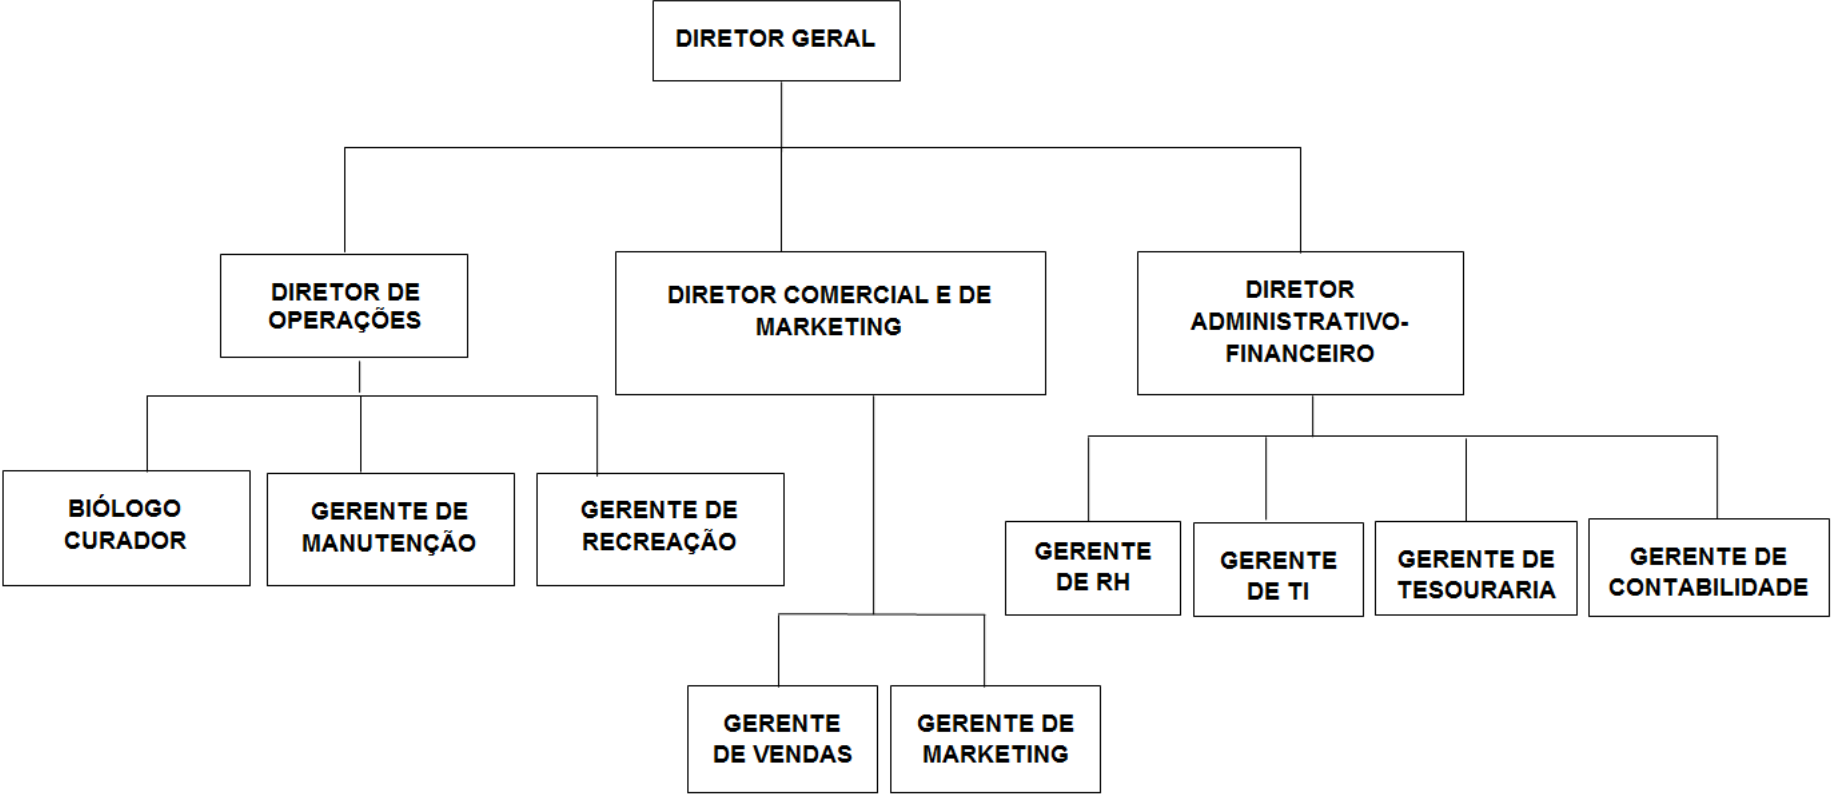 DIRETOR GERAL
DIRETOR DE
OPERAÇÕES
DIRETOR COMERCIAL E DE
MARKETING
DIRETOR
ADMINISTRATIVO-
FINANCEIRO
BIÓLOGO
CURADOR
GERENTE DE
MANUTENÇÃO
GERENTE DE
RECREAÇÃO
GERENTE
DE RH
GERENTE
DE TI
GERENTE DE
TESOURARIA
GERENTE DE
CONTABILIDADE
GERENTE
DE VENDAS
GERENTE DE
MARKETING